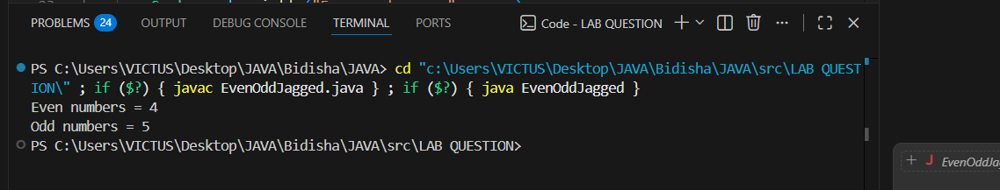 PROBLEMS 24 OUTPUT DEBUG CONSOLE TERMINAL PORTS Code - LAB QUESTION
PS C:\Users\VICTUS\Desktop\JAVA\Bidisha\JAVA> cd "c:\Users\VICTUS\Desktop\JAVA\Bidisha\JAVA\src\LAB QUEST
ION\" ; if ($?) { javac EvenOddJagged.java } ; if ($?) { java EvenOddJagged }
Even numbers = 4
Odd numbers = 5
PS C:\Users\VICTUS\Desktop\JAVA\Bidisha\JAVA\src\LAB QUESTION>
J EvenOddJag